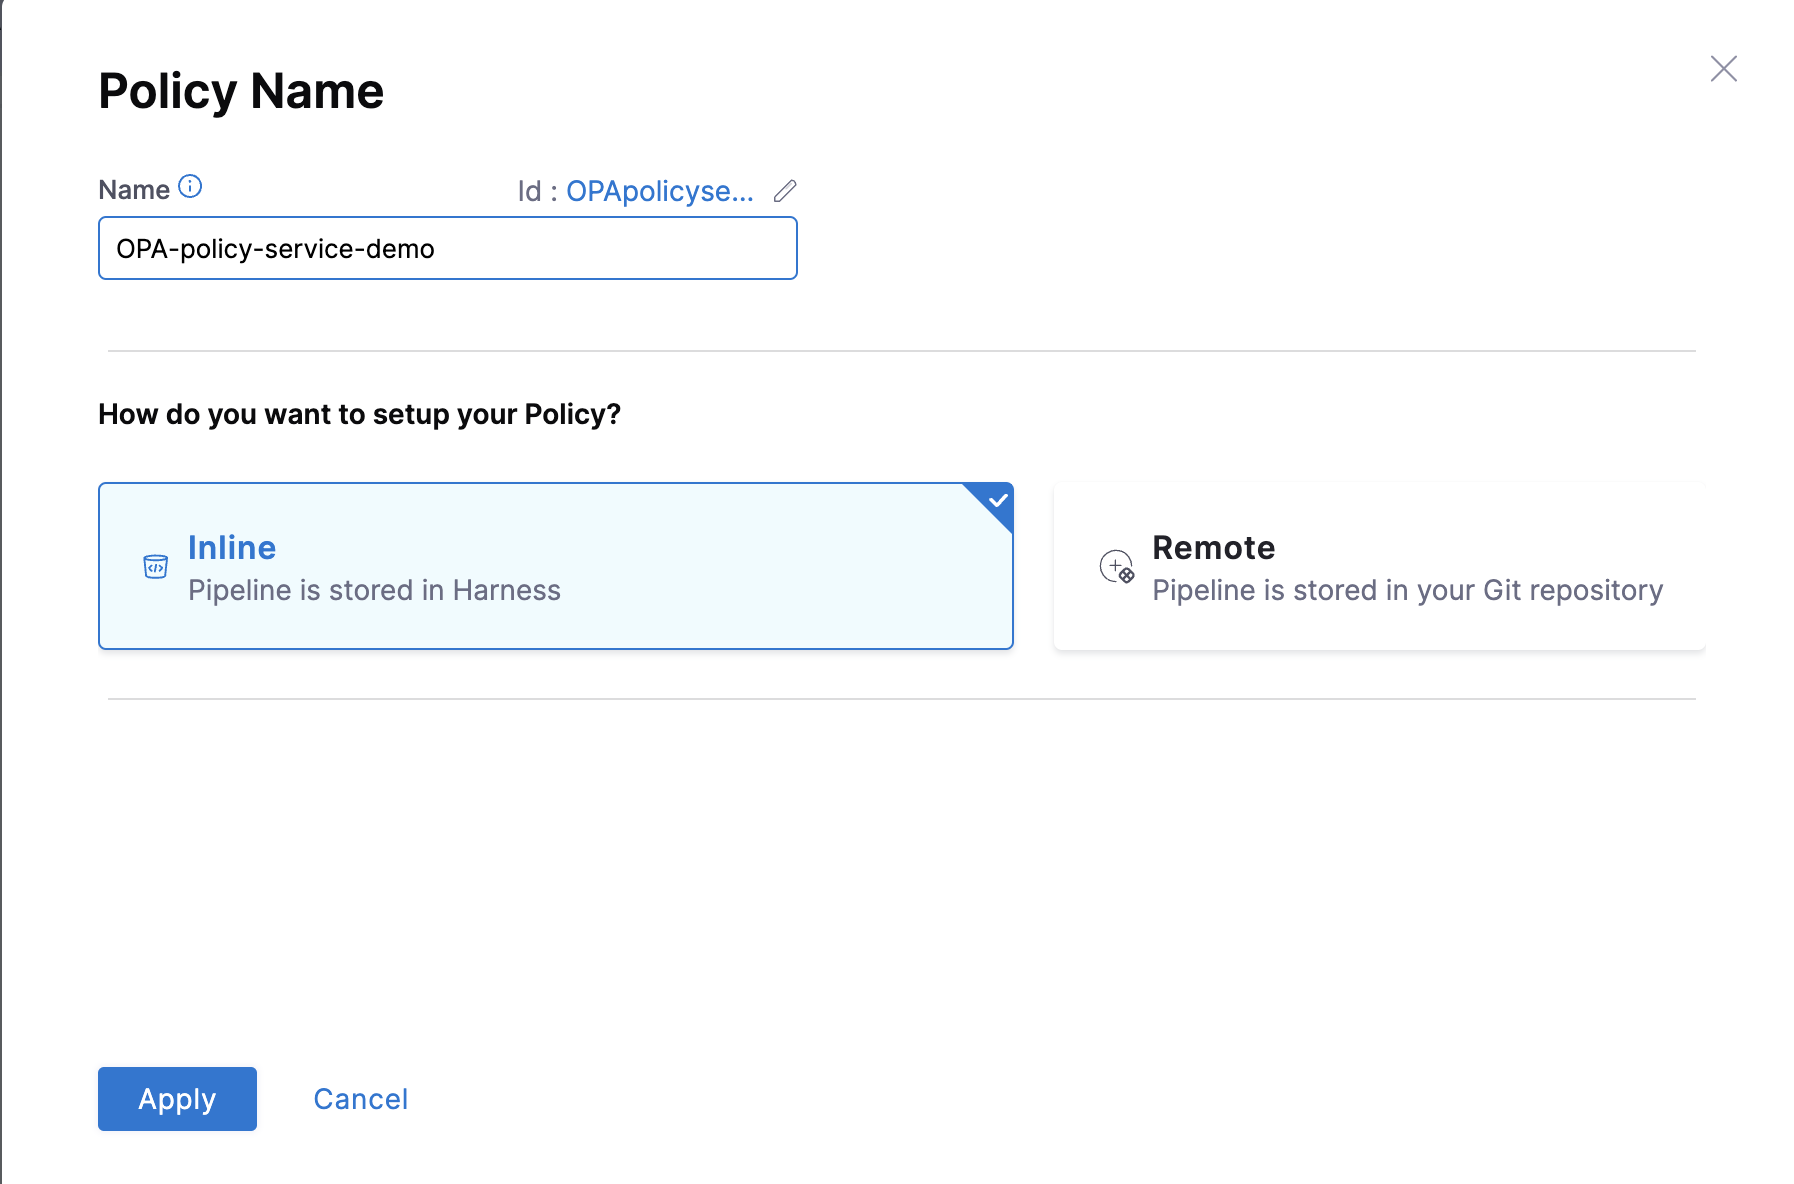 Policy Name
Name
Id : OPApolicyse...
OPA-policy-service-demo
How do you want to setup your Policy?
Inline
Pipeline is stored in Harness
Remote
Pipeline is stored in your Git repository
Apply
Cancel